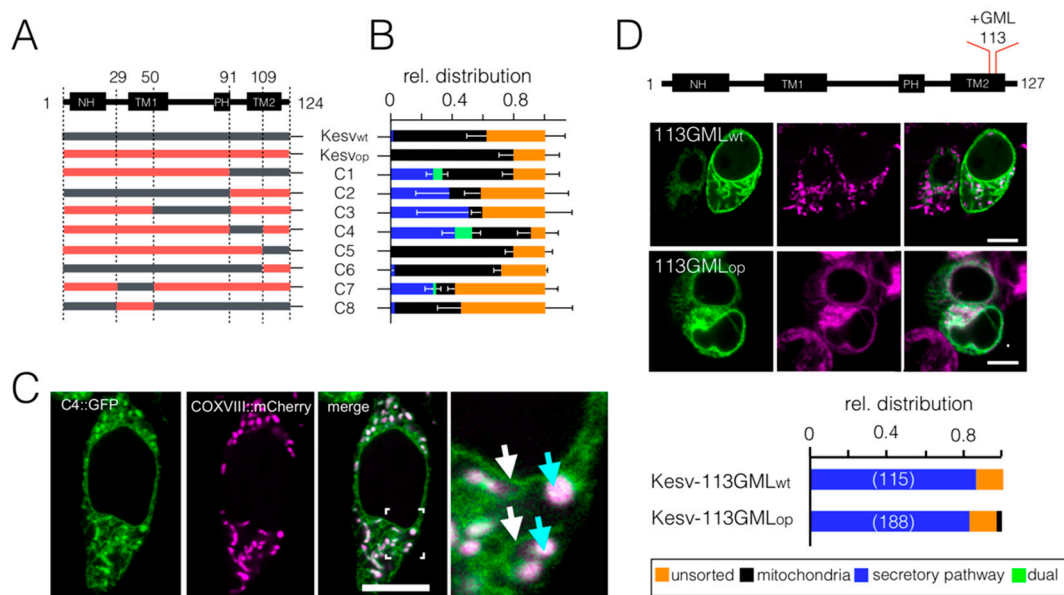 A
29 50 91 109
1 NH TM1 PH TM2 124
B
rel. distribution
0 0.4 0.8
Kesvwt
Kesvop
C1
C2
C3
C4
C5
C6
C7
C8
C
C4::GFP COXVIII::mCherry merge
D
+GML
113
1 NH TM1 PH TM2 127
113GMLwt
113GMLop
rel. distribution
0 0.4 0.8
Kesv-113GMLwt (115)
Kesv-113GMLop (188)
unsorted mitochondria secretory pathway dual